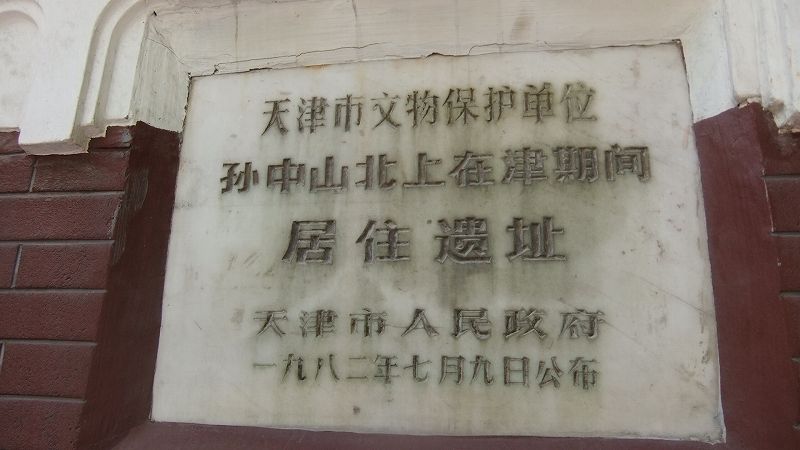 天津市文物保护单位
孙中山北上在津期间
居住遗址
天津市人民政府
一九八二年七月九日公布